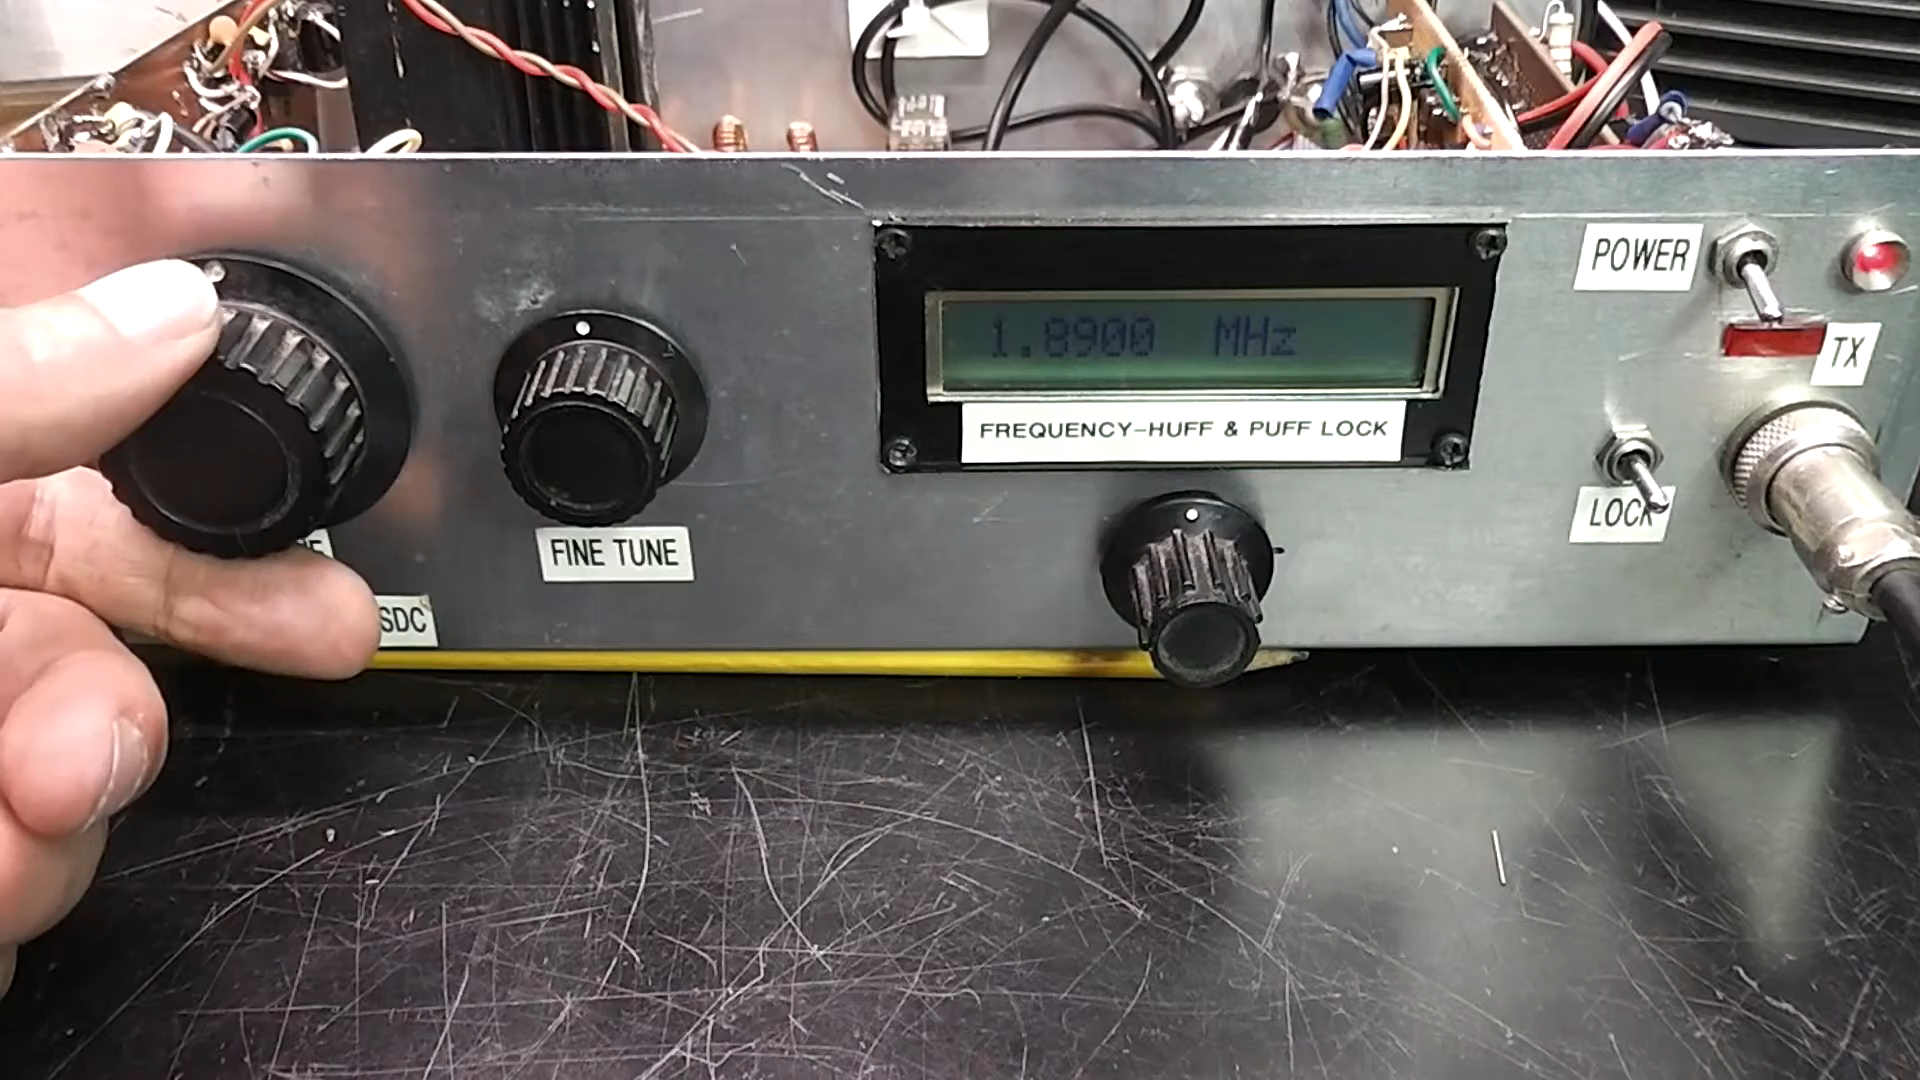 POWER
1.8900 MHz
TX
FREQUENCY-HUFF & PUFF LOCK
LOCK
FINE TUNE
SDC